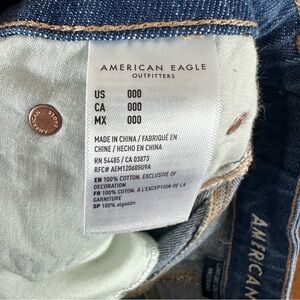 AMERICAN EAGLE
OUTFITTERS
US 000
CA 000
MX 000
MADE IN CHINA / FABRIQUÉ EN
CHINE / HECHO EN CHINA
RN 54485 / CA 03873
RFC# AEM120605U9A
EN 100% COTTON. EXCLUSIVE OF
DECORATION
FR 100% COTON. A L'EXCEPTION DE LA
GARNITURE
SP 100% algodón
AMERICAN